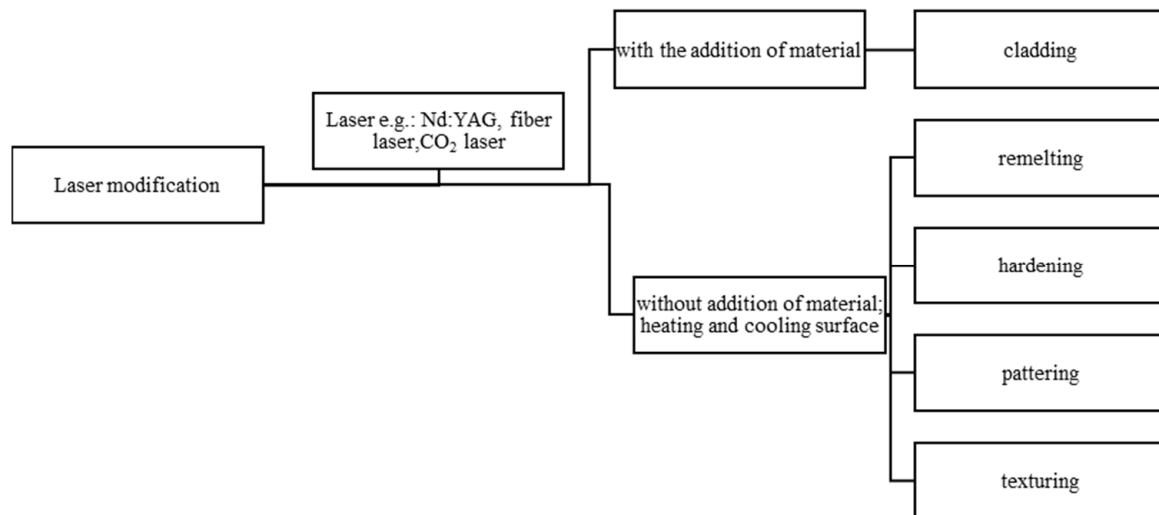 Laser modification
Laser e.g.: Nd:YAG, fiber
laser,CO₂ laser
with the addition of material
cladding
without addition of material;
heating and cooling surface
remelting
hardening
pattering
texturing